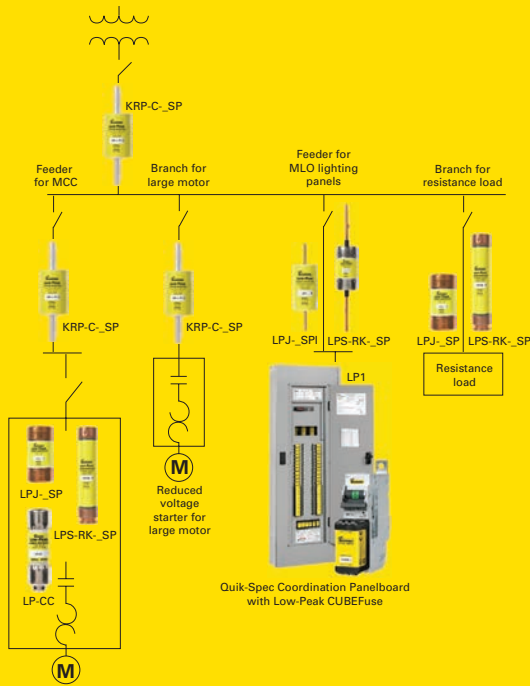 KRP-C-_SP
Feeder
for MCC
Branch for
large motor
Feeder for
MLO lighting
panels
Branch for
resistance load
KRP-C-_SP
KRP-C-_SP
LPJ-_SPI
LPS-RK-_SP
LPJ-_SP
LPS-RK-_SP
LP1
Resistance
load
LPJ-_SP
LPS-RK-_SP
LP-CC
M
Reduced
voltage
starter for
large motor
Quik-Spec Coordination Panelboard
with Low-Peak CUBEFuse
M